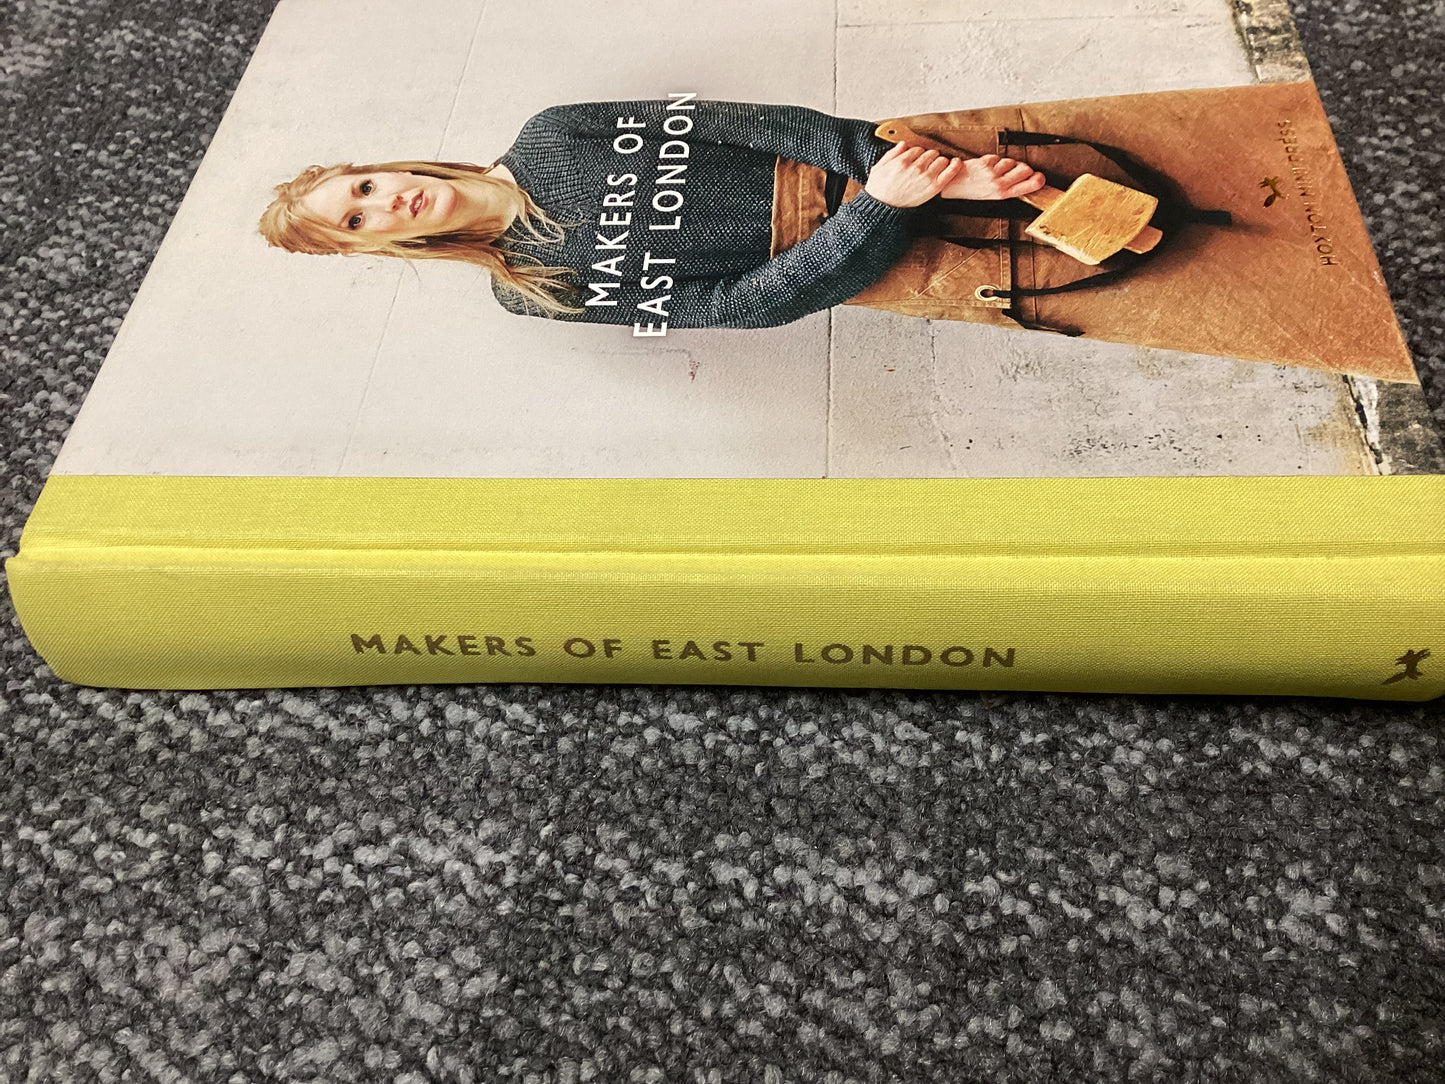 MAKERS OF
EAST LONDON
HOXTON MINI PRESS
MAKERS OF EAST LONDON